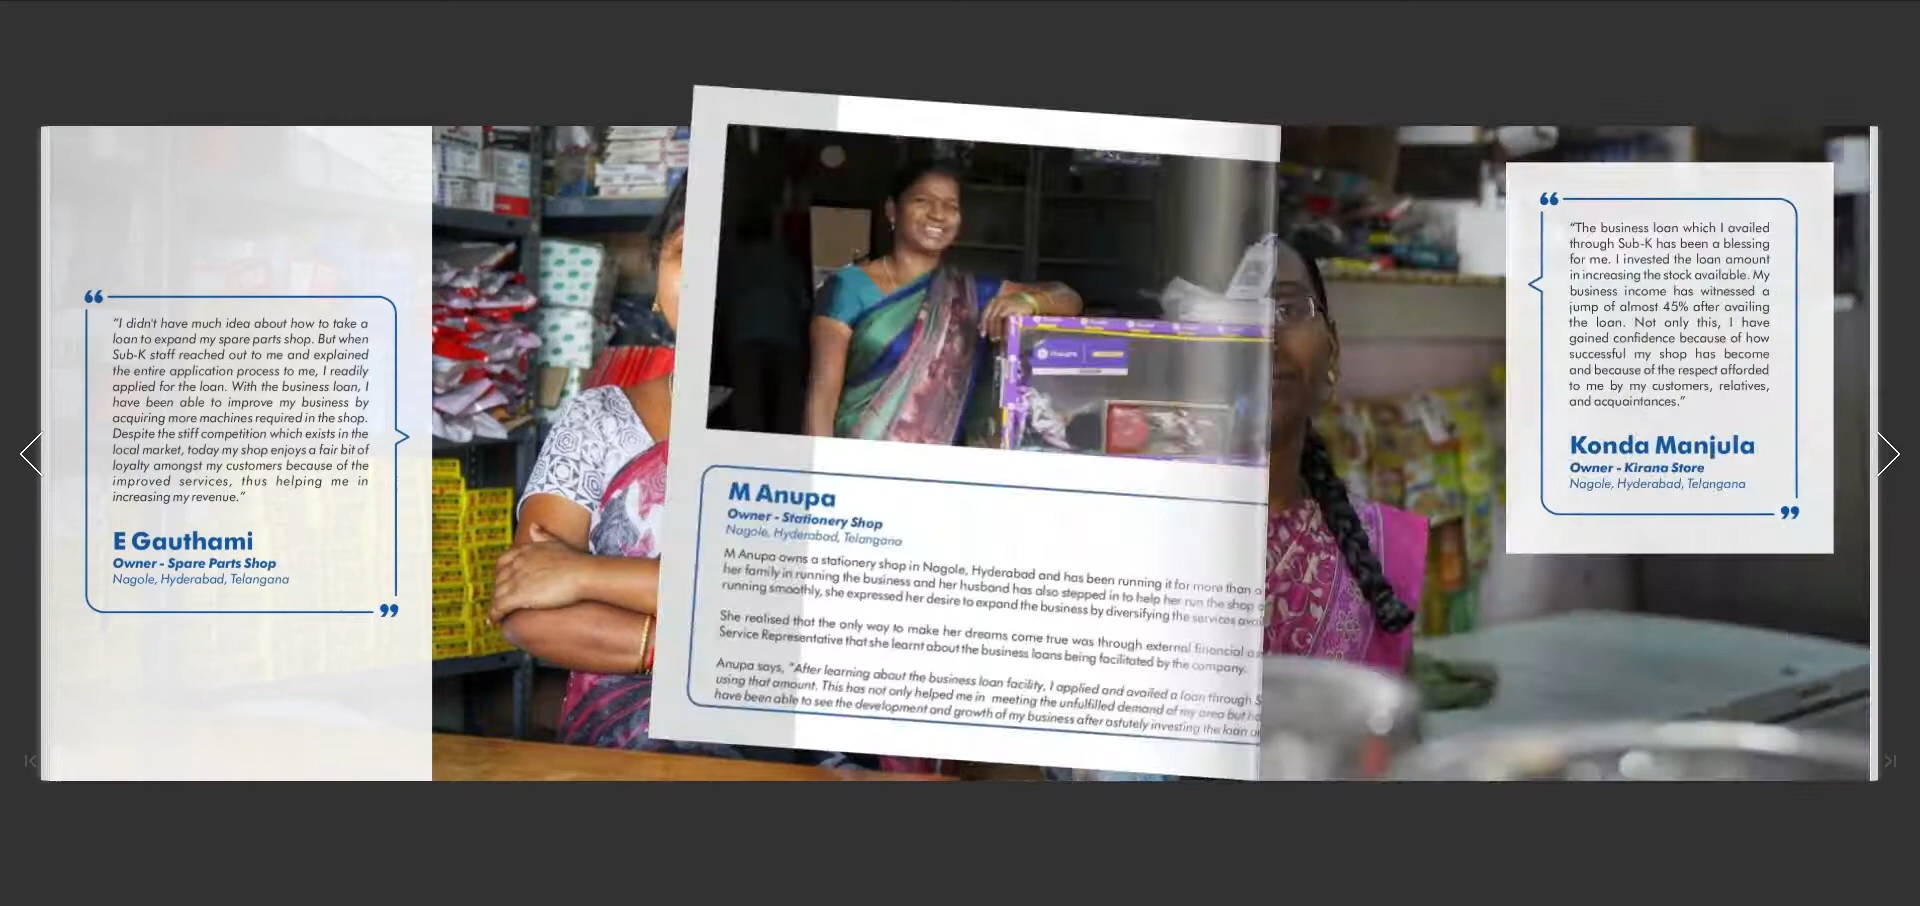 “I didn't have much idea about how to take a
loan to expand my spare parts shop. But when
Sub-K staff reached out to me and explained
the entire application process to me, I readily
applied for the loan. With the business loan, I
have been able to improve my business by
acquiring more machines required in the shop.
Despite the stiff competition which exists in the
local market, today my shop enjoys a fair bit of
loyalty amongst my customers because of the
improved services, thus helping me in
increasing my revenue.”
E Gauthami
Owner - Spare Parts Shop
Nagole, Hyderabad, Telangana
M Anupa
Owner - Stationery Shop
Nagole, Hyderabad, Telangana
M Anupa owns a stationery shop in Nagole, Hyderabad and has been running it for more than a
her family in running the business and her husband has also stepped in to help her run the shop
running smoothly, she expressed her desire to expand the business by diversifying the services
She realised that the only way to make her dreams come true was through external financial
Service Representative that she learnt about the business loans being facilitated by the company.
Anupa says, “After learning about the business loan facility, I applied and availed a loan through
using that amount. This has not only helped me in meeting the unfulfilled demand of my area but
have been able to see the development and growth of my business after astutely investing the loan
“The business loan which I availed
through Sub-K has been a blessing
for me. I invested the loan amount
in increasing the stock available. My
business income has witnessed a
jump of almost 45% after availing
the loan. Not only this, I have
gained confidence because of how
successful my shop has become
and because of the respect afforded
to me by my customers, relatives,
and acquaintances.”
Konda Manjula
Owner - Kirana Store
Nagole, Hyderabad, Telangana